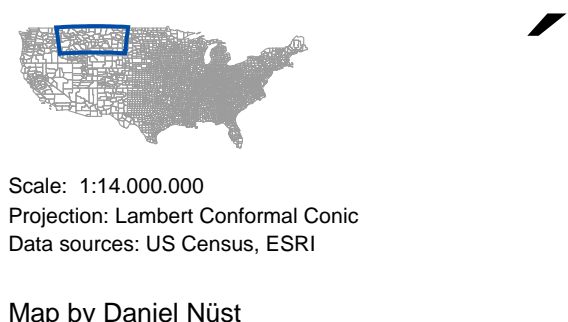 Scale: 1:14.000.000
Projection: Lambert Conformal Conic
Data sources: US Census, ESRI
Map by Daniel Nüst